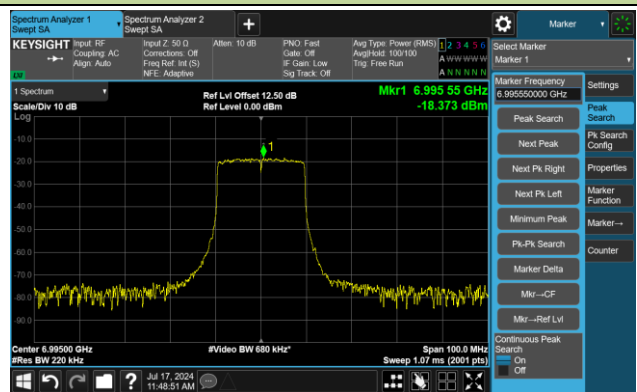 Spectrum Analyzer 1
Swept SA
Spectrum Analyzer 2
Swept SA
Marker
KEYSIGHT
Input: RF
Coupling: AC
Align: Auto
Input Z: 50 Ω
Corrections: Off
Freq Ref: Int (S)
NFE: Adaptive
Atten: 10 dB
PNO: Fast
Gate: Off
IF Gain: Low
Sig Track: Off
Avg Type: Power (RMS)
Avg|Hold: 100/100
Trig: Free Run
1 2 3 4 5 6
A W W W W W
A N N N N N
LXI
Select Marker
Marker 1
1 Spectrum
Scale/Div 10 dB
Log
Ref Lvl Offset 12.50 dB
Ref Level 0.00 dBm
Mkr1 6.995 55 GHz
-18.373 dBm
1
-10.0
-20.0
-30.0
-40.0
-50.0
-60.0
-70.0
-80.0
-90.0
Center 6.99500 GHz
#Res BW 220 kHz
#Video BW 680 kHz*
Span 100.0 MHz
Sweep 1.07 ms (2001 pts)
Marker Frequency
6.995550000 GHz
Peak Search
Next Peak
Next Pk Right
Next Pk Left
Minimum Peak
Pk-Pk Search
Marker Delta
Mkr→CF
Mkr→Ref Lvl
Continuous Peak
Search
On
Off
Settings
Peak
Search
Pk Search
Config
Properties
Marker
Function
Marker→
Counter
Jul 17, 2024
11:48:51 AM